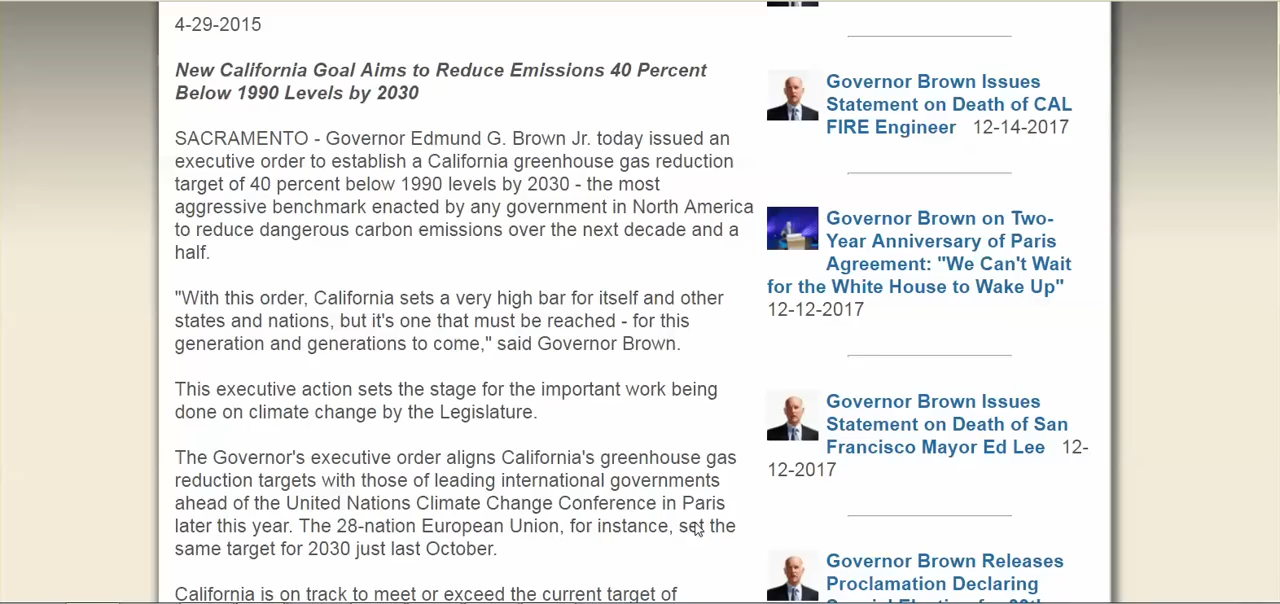 4-29-2015
New California Goal Aims to Reduce Emissions 40 Percent
Below 1990 Levels by 2030
SACRAMENTO - Governor Edmund G. Brown Jr. today issued an
executive order to establish a California greenhouse gas reduction
target of 40 percent below 1990 levels by 2030 - the most
aggressive benchmark enacted by any government in North America
to reduce dangerous carbon emissions over the next decade and a
half.
"With this order, California sets a very high bar for itself and other
states and nations, but it's one that must be reached - for this
generation and generations to come," said Governor Brown.
This executive action sets the stage for the important work being
done on climate change by the Legislature.
The Governor's executive order aligns California's greenhouse gas
reduction targets with those of leading international governments
ahead of the United Nations Climate Change Conference in Paris
later this year. The 28-nation European Union, for instance, set the
same target for 2030 just last October.
California is on track to meet or exceed the current target of
Governor Brown Issues
Statement on Death of CAL
FIRE Engineer 12-14-2017
Governor Brown on Two-
Year Anniversary of Paris
Agreement: "We Can't Wait
for the White House to Wake Up"
12-12-2017
Governor Brown Issues
Statement on Death of San
Francisco Mayor Ed Lee 12-
12-2017
Governor Brown Releases
Proclamation Declaring
Special Election for